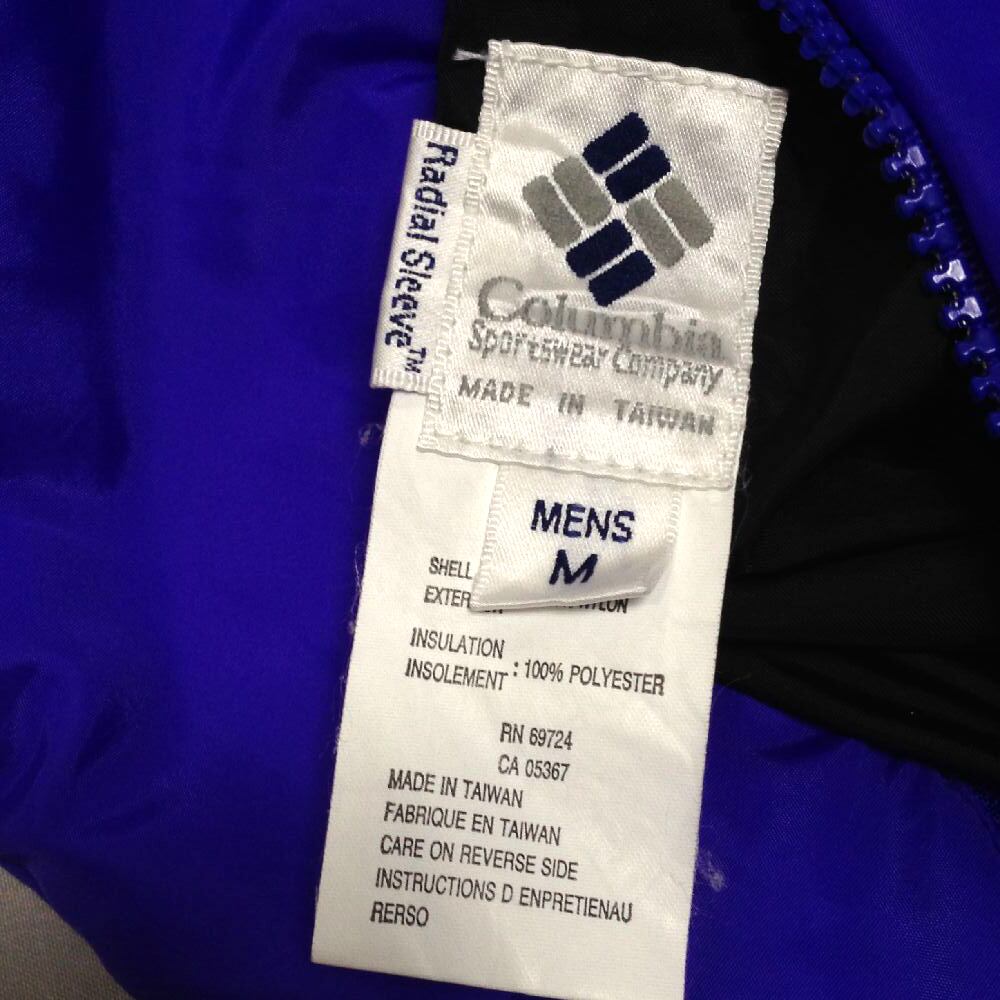 Radial Sleeve™
Columbia
Sportswear Company
MADE IN TAIWAN
MENS
M
SHELL
INSULATION
INSOLEMENT : 100% POLYESTER
RN 69724
CA 05367
MADE IN TAIWAN
FABRIQUE EN TAIWAN
CARE ON REVERSE SIDE
INSTRUCTIONS D ENPRETIENAU
RERSO